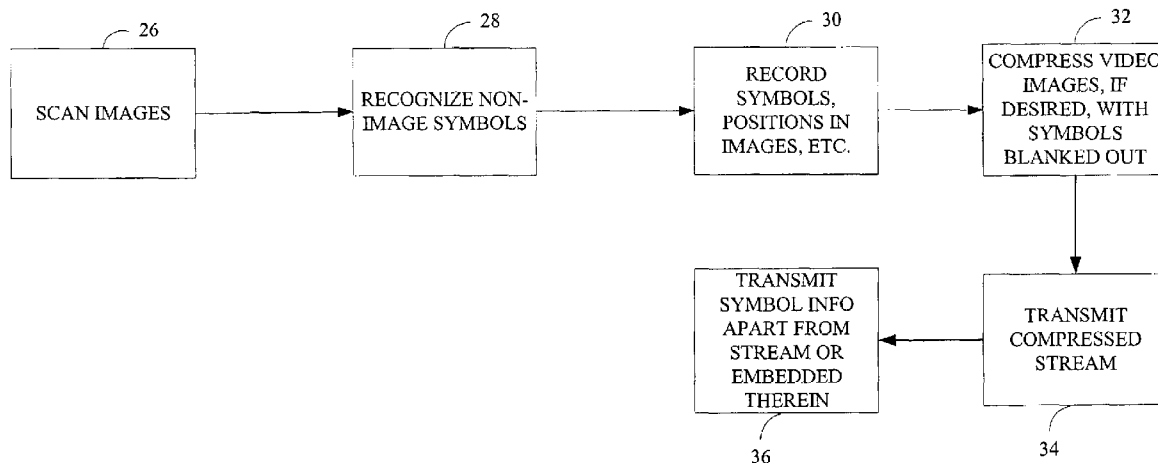 26
SCAN IMAGES
28
RECOGNIZE NON-
IMAGE SYMBOLS
30
RECORD
SYMBOLS,
POSITIONS IN
IMAGES, ETC.
32
COMPRESS VIDEO
IMAGES, IF
DESIRED, WITH
SYMBOLS
BLANKED OUT
TRANSMIT
COMPRESSED
STREAM
34
TRANSMIT
SYMBOL INFO
APART FROM
STREAM OR
EMBEDDED
THEREIN
36